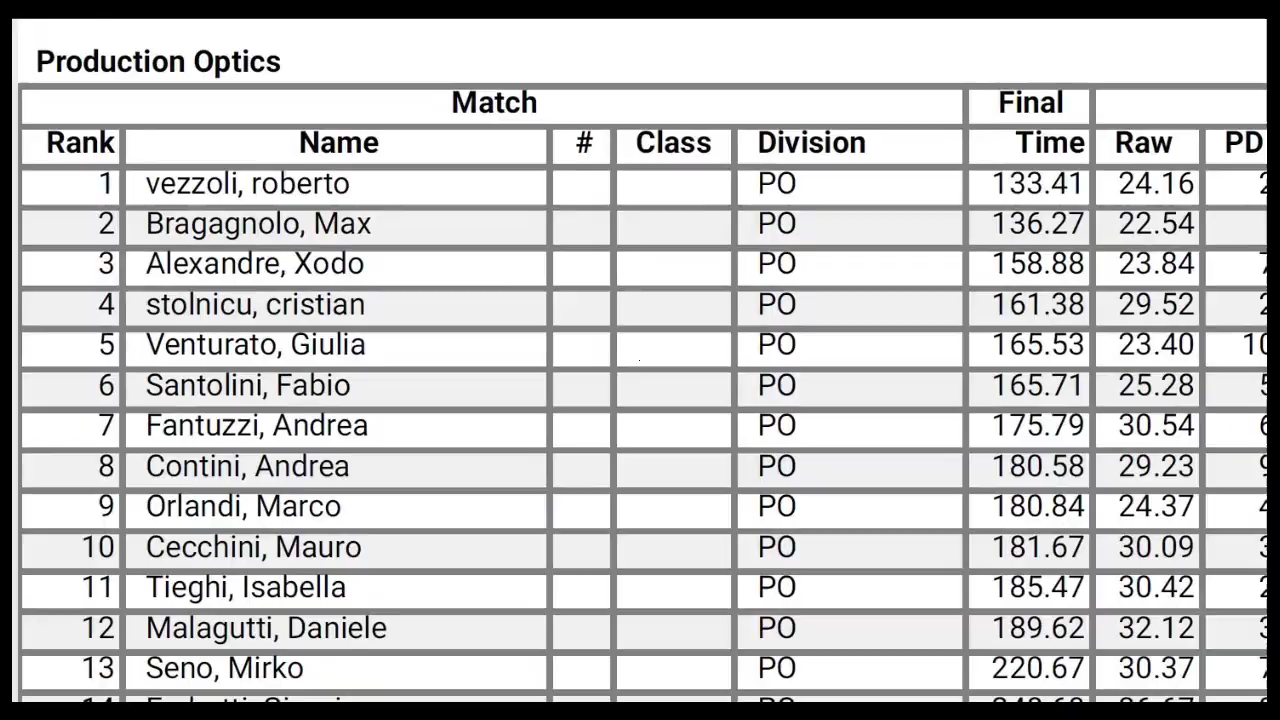 Production Optics
Match Final
Rank Name # Class Division Time Raw PD
1 vezzoli, roberto PO 133.41 24.16
2 Bragagnolo, Max PO 136.27 22.54
3 Alexandre, Xodo PO 158.88 23.84
4 stolnicu, cristian PO 161.38 29.52
5 Venturato, Giulia PO 165.53 23.40 10
6 Santolini, Fabio PO 165.71 25.28
7 Fantuzzi, Andrea PO 175.79 30.54
8 Contini, Andrea PO 180.58 29.23
9 Orlandi, Marco PO 180.84 24.37
10 Cecchini, Mauro PO 181.67 30.09
11 Tieghi, Isabella PO 185.47 30.42
12 Malagutti, Daniele PO 189.62 32.12
13 Seno, Mirko PO 220.67 30.37